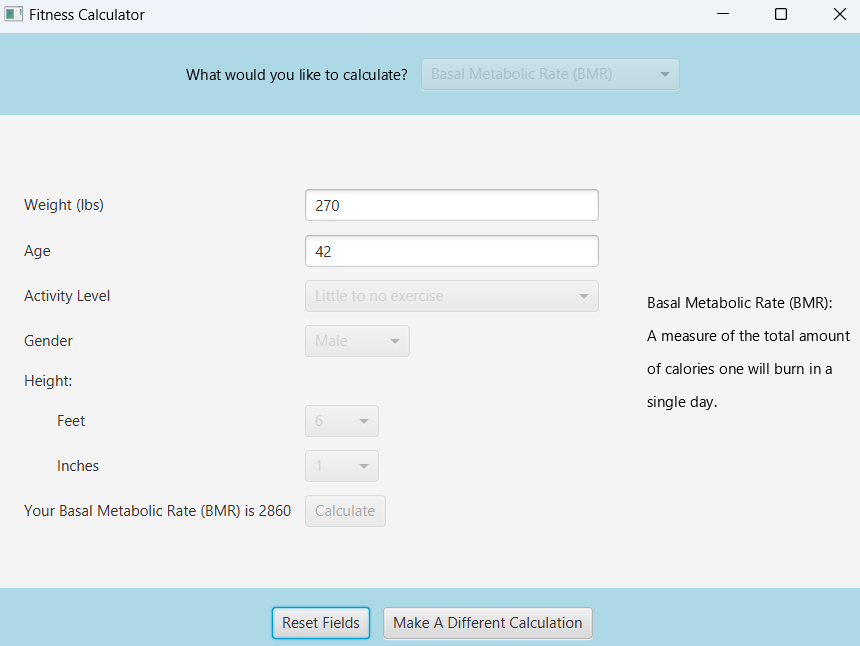 Fitness Calculator
What would you like to calculate? Basal Metabolic Rate (BMR)
Weight (lbs) 270
Age 42
Activity Level Little to no exercise
Gender Male
Height:
Feet 6
Inches 1
Your Basal Metabolic Rate (BMR) is 2860 Calculate
Basal Metabolic Rate (BMR):
A measure of the total amount
of calories one will burn in a
single day.
Reset Fields Make A Different Calculation